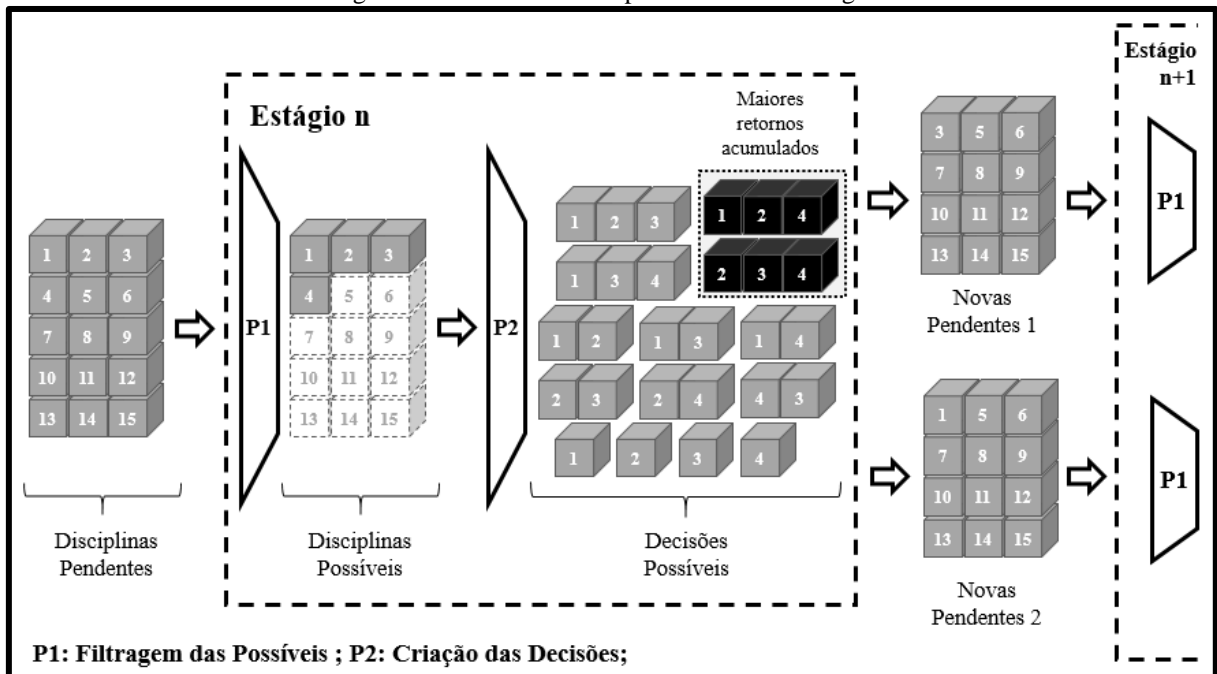 Estágio n
Estágio
n+1
Maiores
retornos
acumulados
1 2 3
4 5 6
7 8 9
10 11 12
13 14 15
P1
1 2 3
4 5 6
7 8 9
10 11 12
13 14 15
P2
1 2 3
1 2 4
1 3 4
2 3 4
1 2
1 3
1 4
2 3
2 4
4 3
1
2
3
4
3 5 6
7 8 9
10 11 12
13 14 15
P1
Novas
Pendentes 1
1 5 6
7 8 9
10 11 12
13 14 15
P1
Novas
Pendentes 2
Disciplinas
Pendentes
Disciplinas
Possíveis
Decisões
Possíveis
P1: Filtragem das Possíveis ; P2: Criação das Decisões;